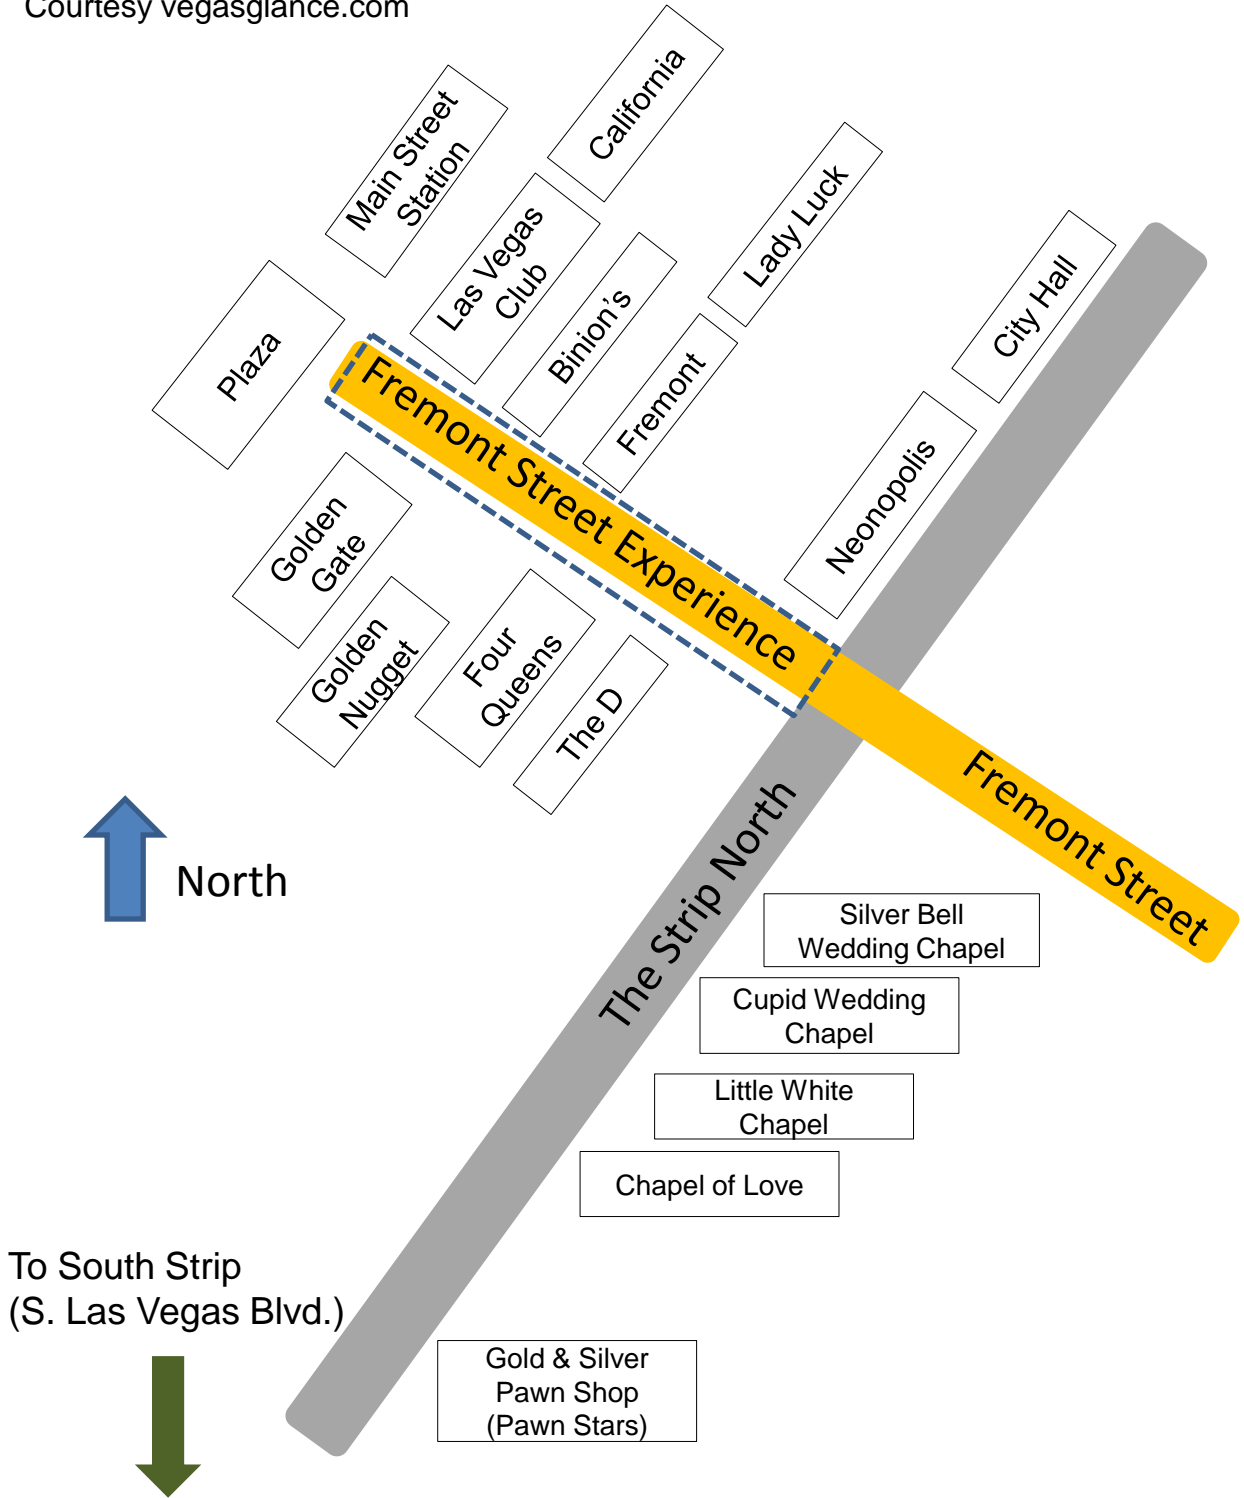 Courtesy vegasglance.com
California
Main Street
Station
Lady Luck
Las Vegas
Club
Binion's
City Hall
Plaza
Fremont
Fremont Street Experience
Neonopolis
Golden
Gate
Golden
Nugget
Four
Queens
The D
Fremont Street
The Strip North
North
Silver Bell
Wedding Chapel
Cupid Wedding
Chapel
Little White
Chapel
Chapel of Love
To South Strip
(S. Las Vegas Blvd.)
Gold & Silver
Pawn Shop
(Pawn Stars)